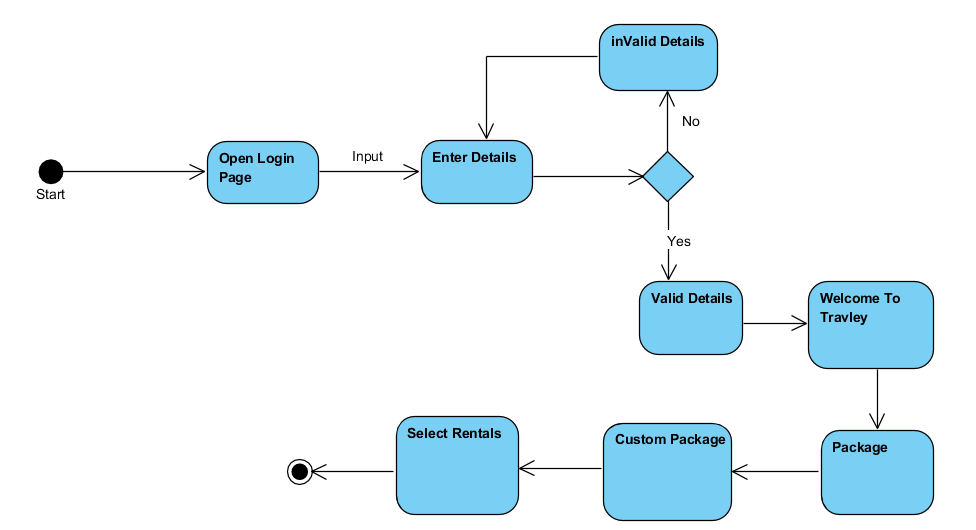 inValid Details
No
Open Login
Page
Input
Enter Details
Start
Yes
Valid Details
Welcome To
Travley
Select Rentals
Custom Package
Package